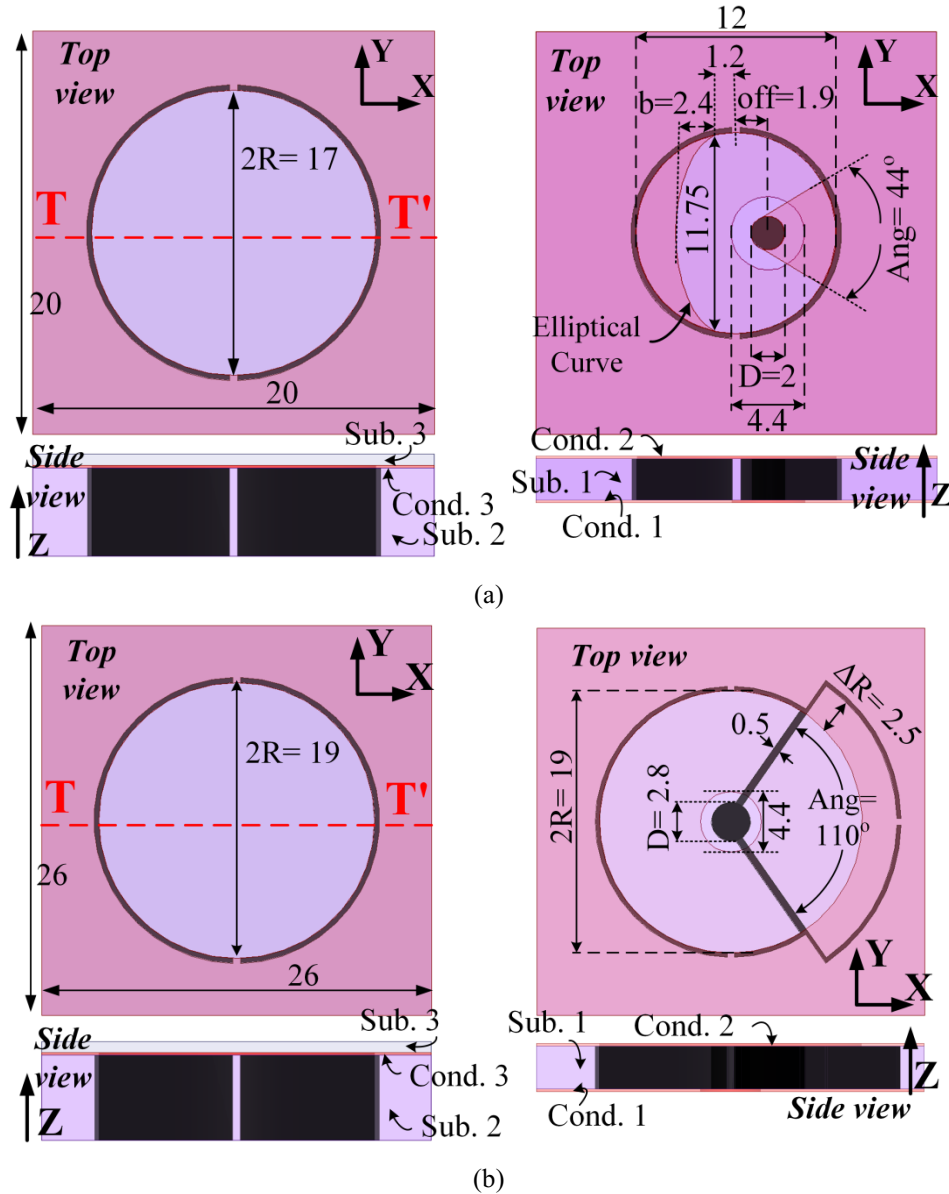 Top
view
Y
X
2R= 17
T
T'
20
20
Side
view
Z
Sub. 3
Cond. 3
Sub. 2
12
Top
view
Y
X
1.2
b=2.4
off=1.9
11.75
Ang= 44°
Elliptical
Curve
D=2
4.4
Cond. 2
Sub. 1
Cond. 1
Side
view
Z
(a)
Top
view
Y
X
2R= 19
T
T'
26
26
Side
view
Z
Sub. 3
Cond. 3
Sub. 2
Top view
ΔR= 2.5
0.5
2R= 19
D=2.8
4.4
Ang=
110°
Y
X
Sub. 1
Cond. 2
Cond. 1
Side view
Z
(b)